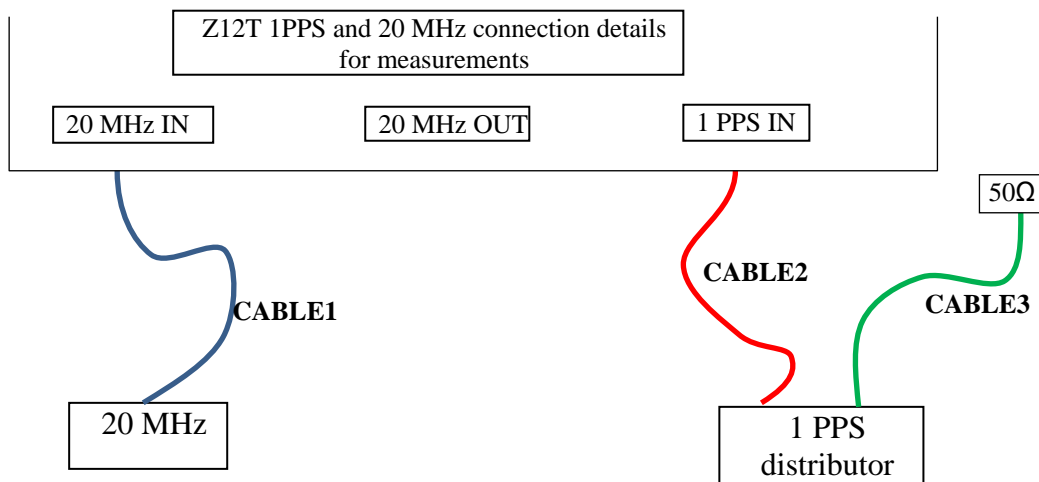 Z12T 1PPS and 20 MHz connection details
for measurements
20 MHz IN
20 MHz OUT
1 PPS IN
50Ω
CABLE2
CABLE3
CABLE1
20 MHz
1 PPS
distributor